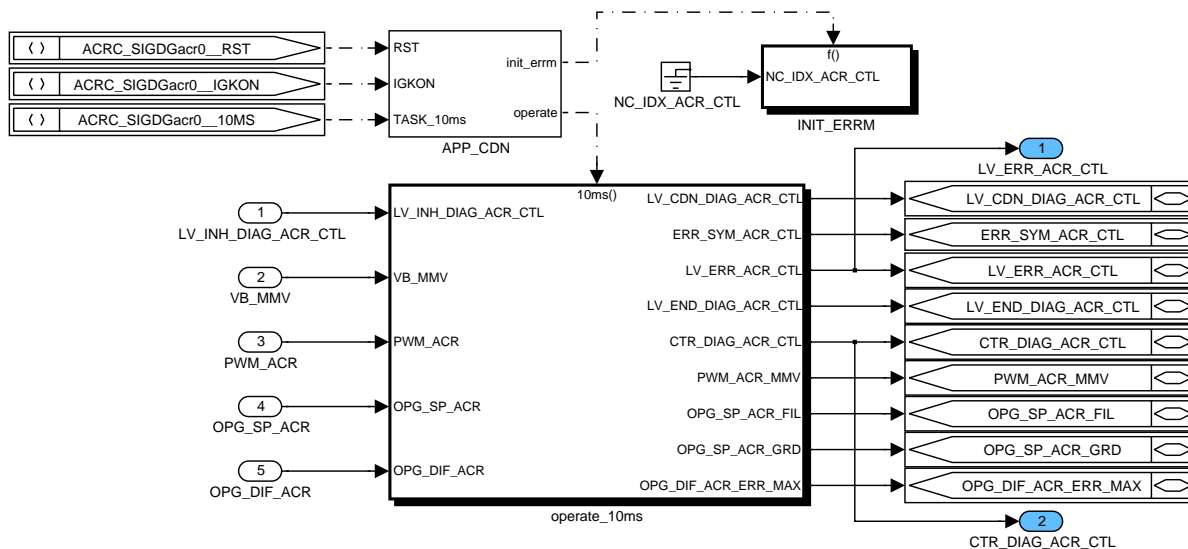 ACRC_SIGDGacr0__RST
ACRC_SIGDGacr0__IGKON
ACRC_SIGDGacr0__10MS
RST
IGKON
TASK_10ms
init_errm
operate
APP_CDN
NC_IDX_ACR_CTL
f()
NC_IDX_ACR_CTL
INIT_ERRM
1
LV_ERR_ACR_CTL
10ms()
1
LV_INH_DIAG_ACR_CTL
2
VB_MMV
3
PWM_ACR
4
OPG_SP_ACR
5
OPG_DIF_ACR
LV_INH_DIAG_ACR_CTL
VB_MMV
PWM_ACR
OPG_SP_ACR
OPG_DIF_ACR
LV_CDN_DIAG_ACR_CTL
ERR_SYM_ACR_CTL
LV_ERR_ACR_CTL
LV_END_DIAG_ACR_CTL
CTR_DIAG_ACR_CTL
PWM_ACR_MMV
OPG_SP_ACR_FIL
OPG_SP_ACR_GRD
OPG_DIF_ACR_ERR_MAX
operate_10ms
LV_CDN_DIAG_ACR_CTL
ERR_SYM_ACR_CTL
LV_ERR_ACR_CTL
LV_END_DIAG_ACR_CTL
CTR_DIAG_ACR_CTL
PWM_ACR_MMV
OPG_SP_ACR_FIL
OPG_SP_ACR_GRD
OPG_DIF_ACR_ERR_MAX
2
CTR_DIAG_ACR_CTL